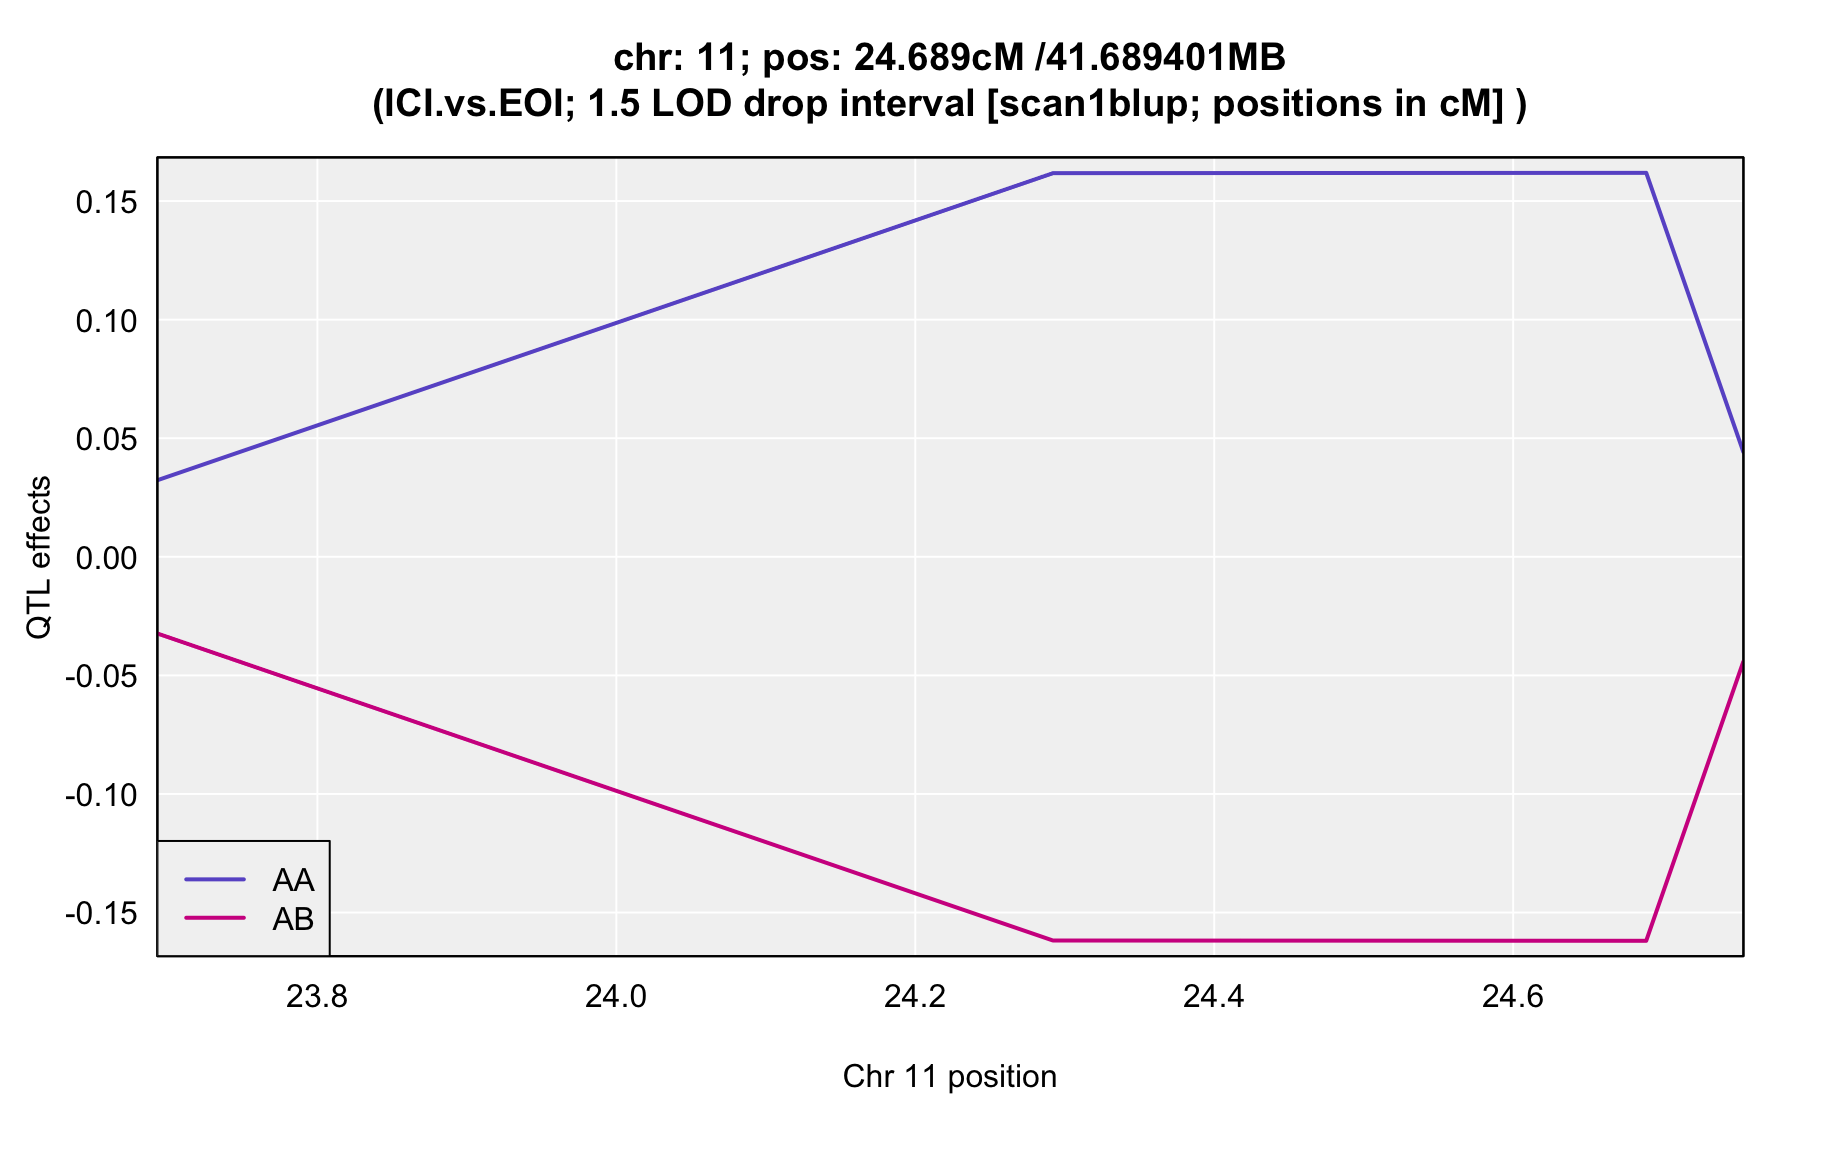 chr: 11; pos: 24.689cM /41.689401MB
(ICI.vs.EOI; 1.5 LOD drop interval [scan1blup; positions in cM] )
QTL effects
0.15
0.10
0.05
0.00
-0.05
-0.10
-0.15
AA
AB
23.8 24.0 24.2 24.4 24.6
Chr 11 position